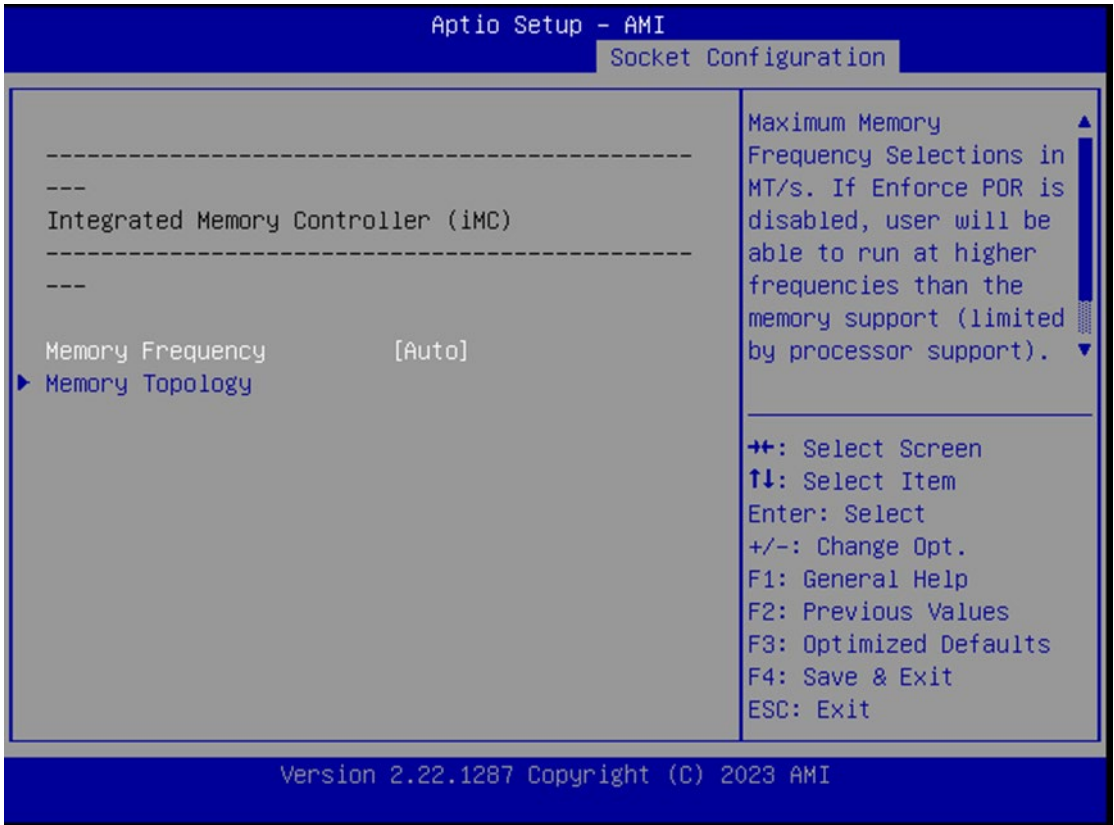 Aptio Setup – AMI
Socket Configuration
------------------------------------------------
---
Integrated Memory Controller (iMC)
------------------------------------------------
---
Memory Frequency [Auto]
Memory Topology
Maximum Memory
Frequency Selections in
MT/s. If Enforce POR is
disabled, user will be
able to run at higher
frequencies than the
memory support (limited
by processor support).
→←: Select Screen
↑↓: Select Item
Enter: Select
+/-: Change Opt.
F1: General Help
F2: Previous Values
F3: Optimized Defaults
F4: Save & Exit
ESC: Exit
Version 2.22.1287 Copyright (C) 2023 AMI